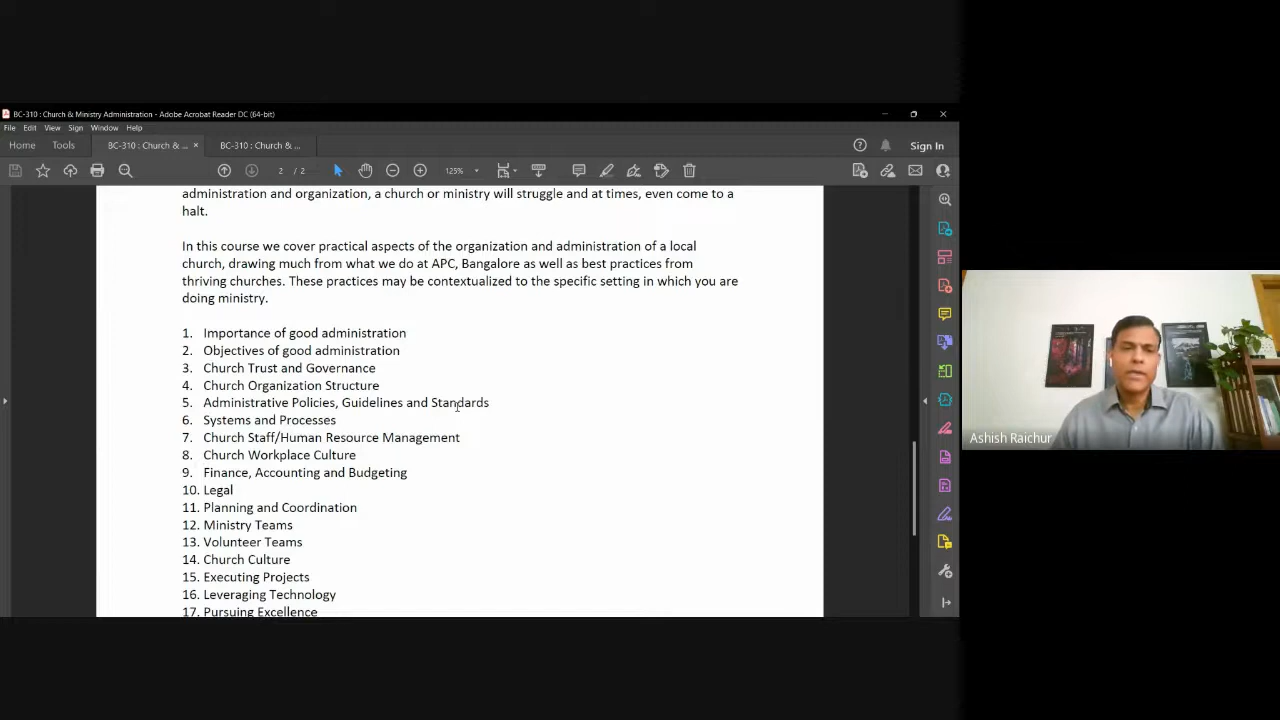 BC-310 : Church & Ministry Administration - Adobe Acrobat Reader DC (64-bit)
File Edit View Sign Window Help
Home Tools BC-310 : Church & ... × BC-310 : Church & ... Sign In
2 / 2 125%
administration and organization, a church or ministry will struggle and at times, even come to a
halt.
In this course we cover practical aspects of the organization and administration of a local
church, drawing much from what we do at APC, Bangalore as well as best practices from
thriving churches. These practices may be contextualized to the specific setting in which you are
doing ministry.
1. Importance of good administration
2. Objectives of good administration
3. Church Trust and Governance
4. Church Organization Structure
5. Administrative Policies, Guidelines and Standards
6. Systems and Processes
7. Church Staff/Human Resource Management
8. Church Workplace Culture
9. Finance, Accounting and Budgeting
10. Legal
11. Planning and Coordination
12. Ministry Teams
13. Volunteer Teams
14. Church Culture
15. Executing Projects
16. Leveraging Technology
17. Pursuing Excellence
Ashish Raichur